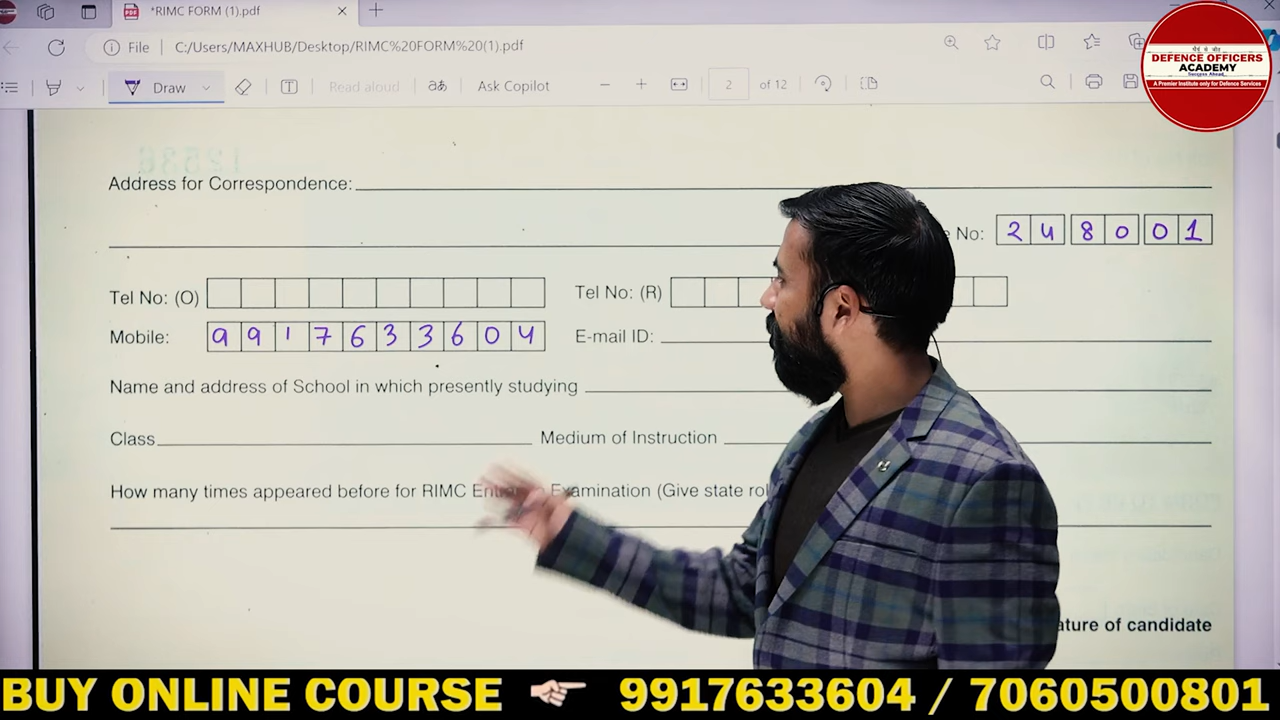 *RIMC FORM (1).pdf
File | C:/Users/MAXHUB/Desktop/RIMC%20FORM%20(1).pdf
Draw Read aloud aあ 2 of 12
DEFENCE OFFICERS
ACADEMY
Success Ahead..
A Premier Institute only for Defence Services
Address for Correspondence:
No: 2 4 8 0 0 1
Tel No: (O) Tel No: (R)
Mobile: 9 9 1 7 6 3 3 6 0 4 E-mail ID:
Name and address of School in which presently studying
Class Medium of Instruction
How many times appeared before for RIMC Examination (Give state
of candidate
BUY ONLINE COURSE 9917633604 / 7060500801